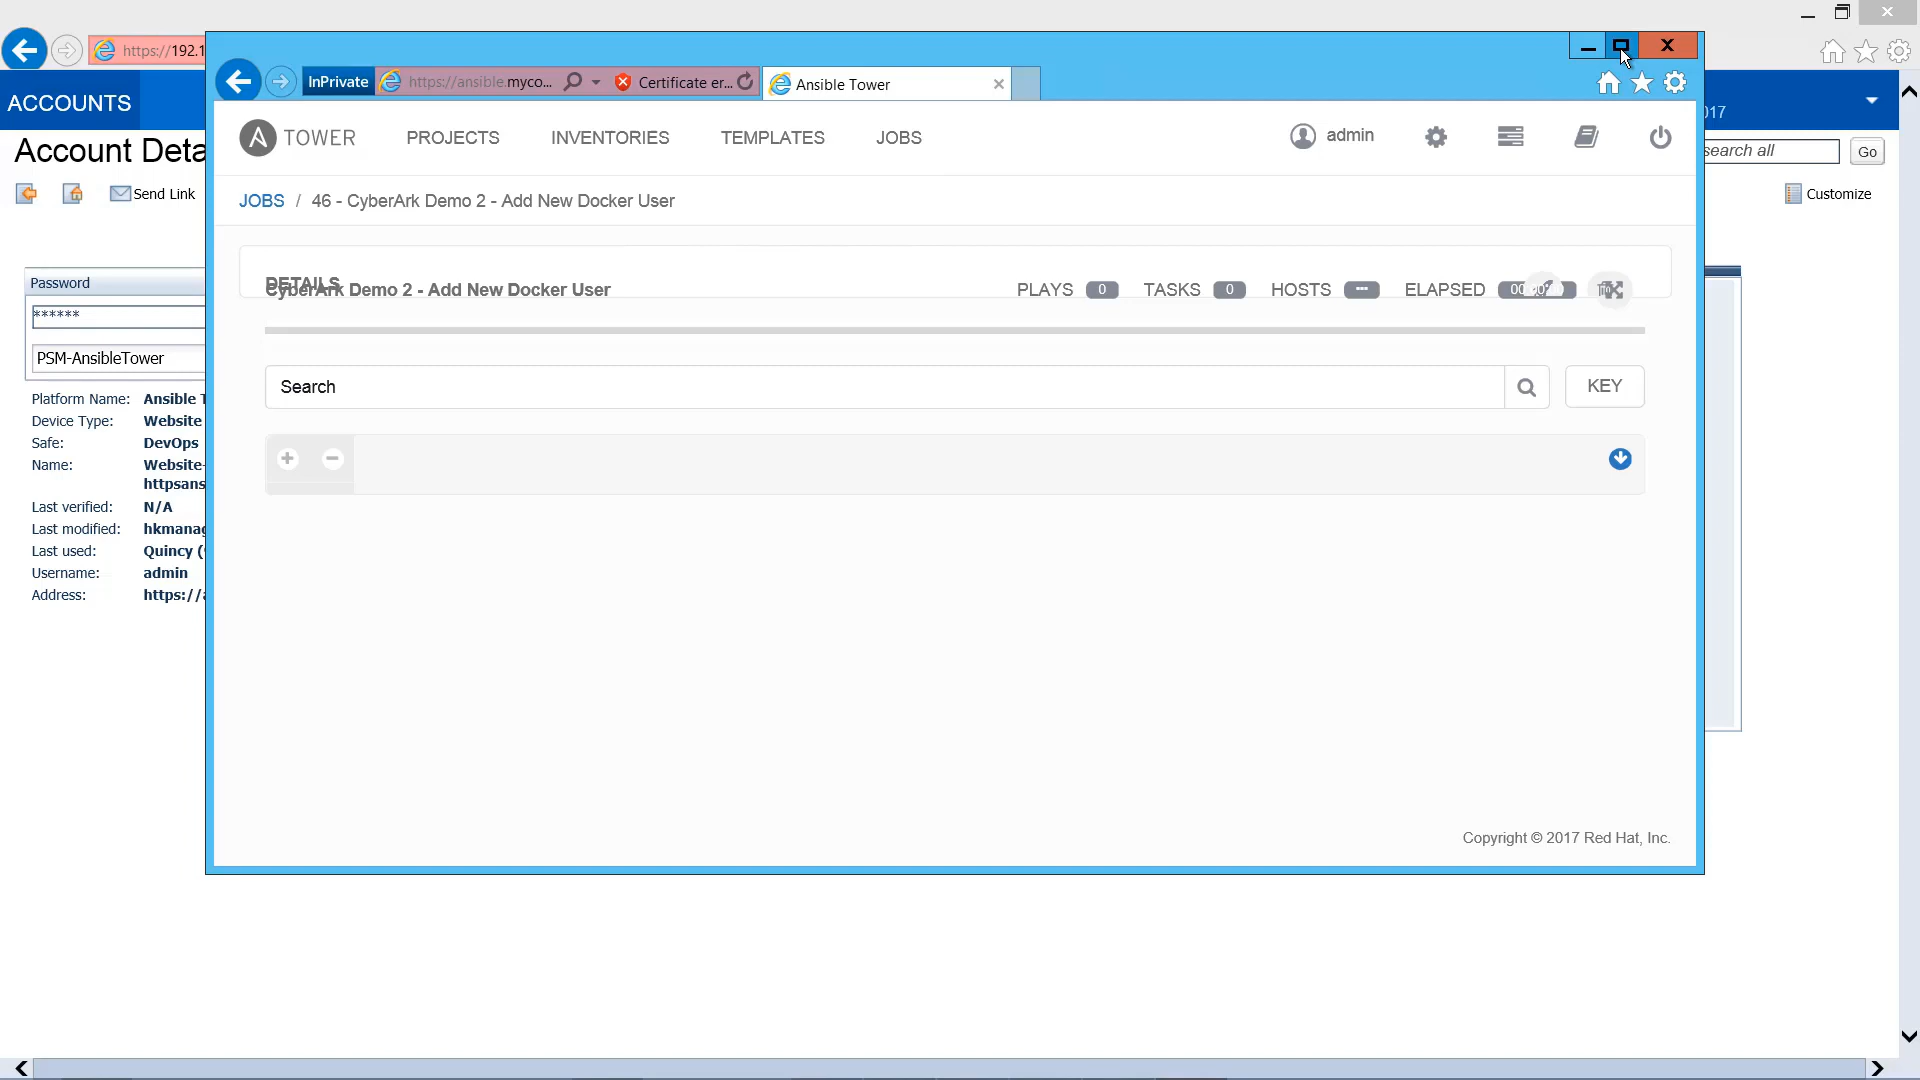 https://192.1
ACCOUNTS
Account Deta
Send Link
Password
******
PSM-AnsibleTower
Platform Name: Ansible T
Device Type: Website
Safe: DevOps
Name: Website-
httpsans
Last verified: N/A
Last modified: hkmanag
Last used: Quincy (
Username: admin
Address: https://a
InPrivate
https://ansible.myco...
Certificate er...
Ansible Tower
A TOWER
PROJECTS
INVENTORIES
TEMPLATES
JOBS
admin
JOBS / 46 - CyberArk Demo 2 - Add New Docker User
DETAILS
CyberArk Demo 2 - Add New Docker User
PLAYS 0
TASKS 0
HOSTS ---
ELAPSED
Search
KEY
Copyright © 2017 Red Hat, Inc.
017
search all
Go
Customize